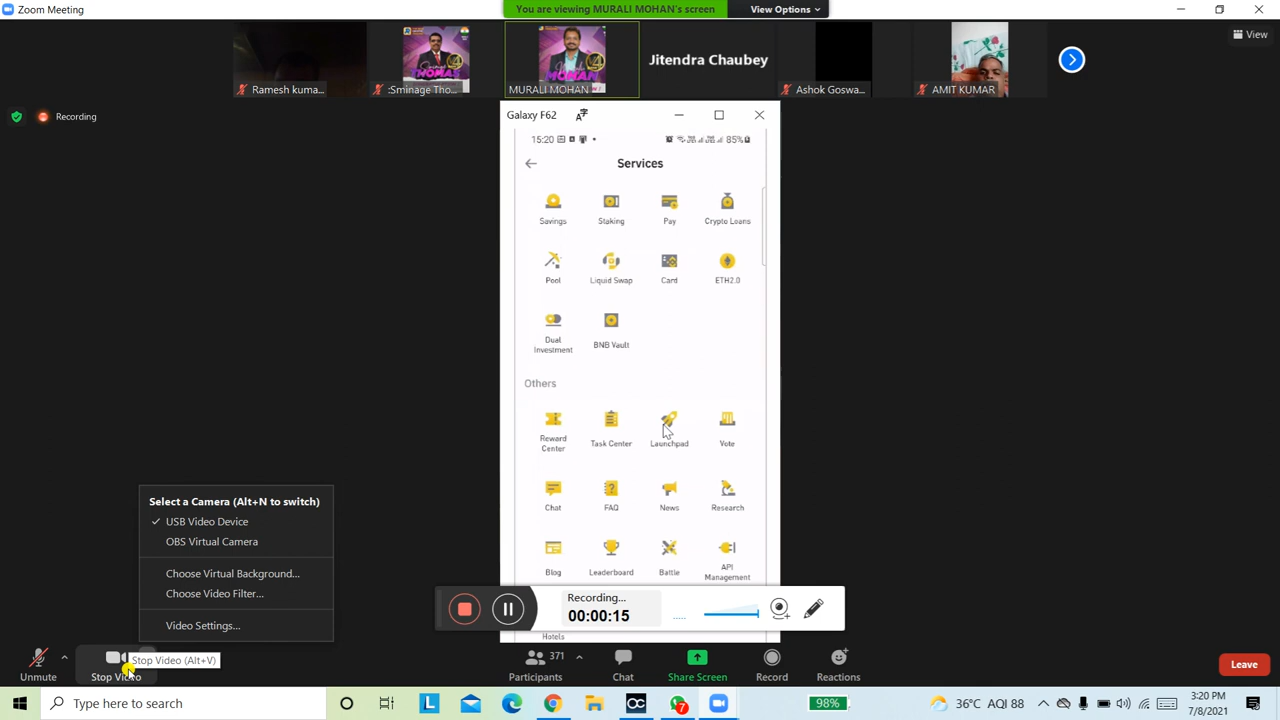 Zoom Meeting
You are viewing MURALI MOHAN's screen
View Options
View
Ramesh kuma...
:Sminage Tho...
MURALI MOHAN
Jitendra Chaubey
Ashok Goswa...
AMIT KUMAR
THOMAS
MOHAN
Recording
Galaxy F62
15:20
85%
Services
Savings
Staking
Pay
Crypto Loans
Pool
Liquid Swap
Card
ETH2.0
Dual
Investment
BNB Vault
Others
Reward
Center
Task Center
Launchpad
Vote
Chat
FAQ
News
Research
Blog
Leaderboard
Battle
API
Management
Hotels
Recording...
00:00:15
Select a Camera (Alt+N to switch)
USB Video Device
OBS Virtual Camera
Choose Virtual Background...
Choose Video Filter...
Video Settings...
Stop Video (Alt+V)
Unmute
Stop Video
371
Participants
Chat
Share Screen
Record
Reactions
Leave
Type here to search
7
98%
36°C AQI 88
3:20 PM
7/8/2021